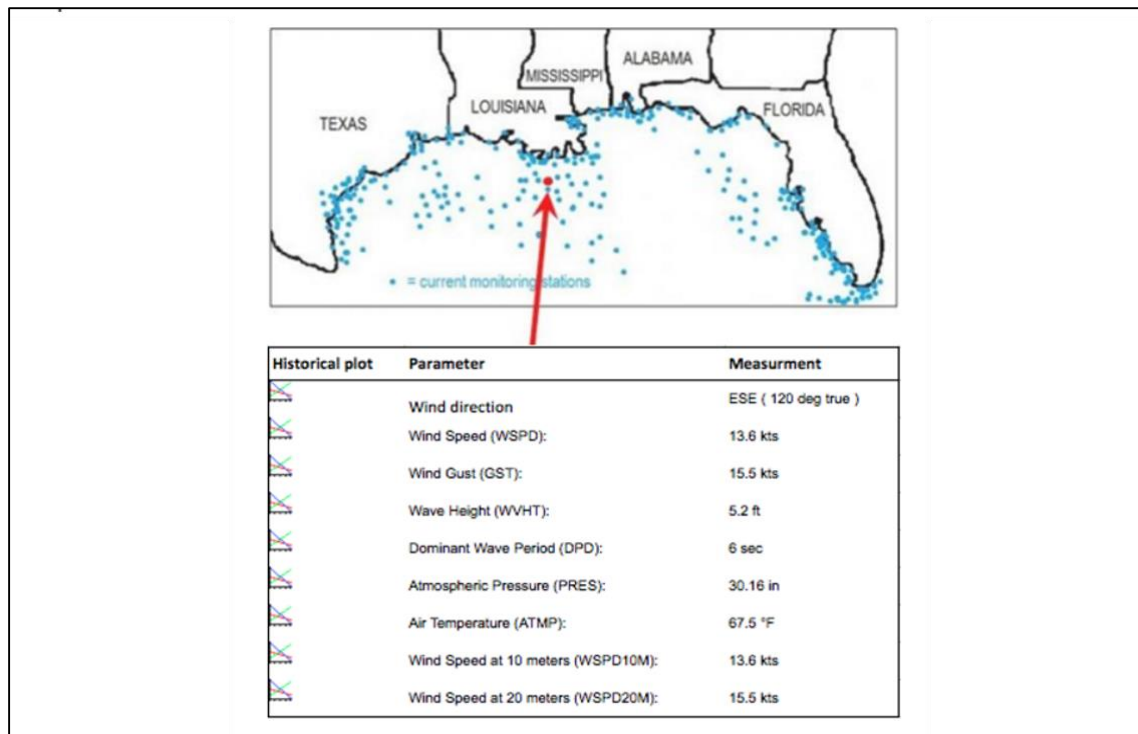 ALABAMA
MISSISSIPPI
LOUISIANA
FLORIDA
TEXAS
= current monitoring stations
Historical plot Parameter Measurment
Wind direction ESE ( 120 deg true )
Wind Speed (WSPD): 13.6 kts
Wind Gust (GST): 15.5 kts
Wave Height (WVHT): 5.2 ft
Dominant Wave Period (DPD): 6 sec
Atmospheric Pressure (PRES): 30.16 in
Air Temperature (ATMP): 67.5 °F
Wind Speed at 10 meters (WSPD10M): 13.6 kts
Wind Speed at 20 meters (WSPD20M): 15.5 kts